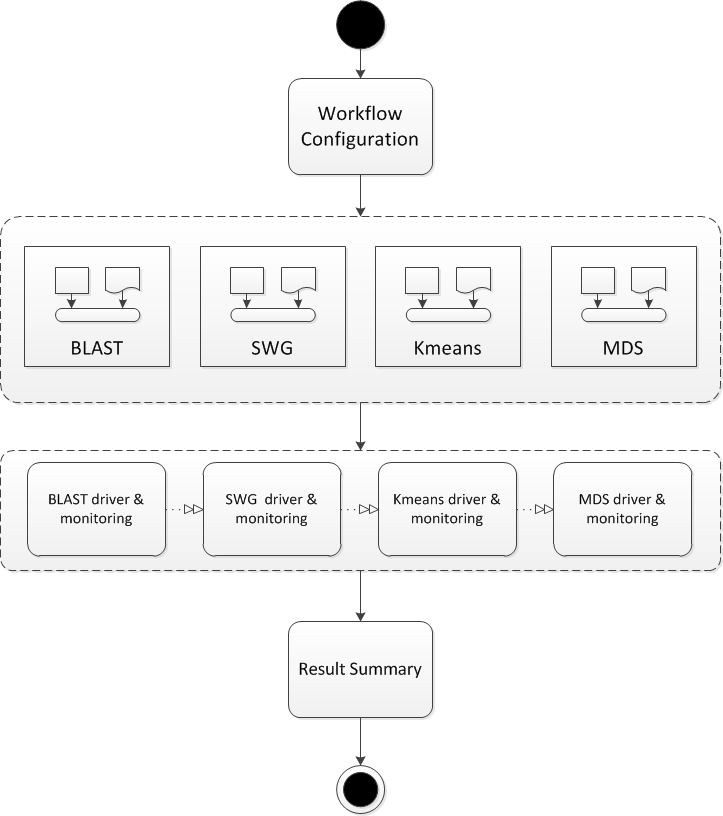 Workflow
Configuration
BLAST
SWG
Kmeans
MDS
BLAST driver &
monitoring
SWG driver &
monitoring
Kmeans driver &
monitoring
MDS driver &
monitoring
Result Summary